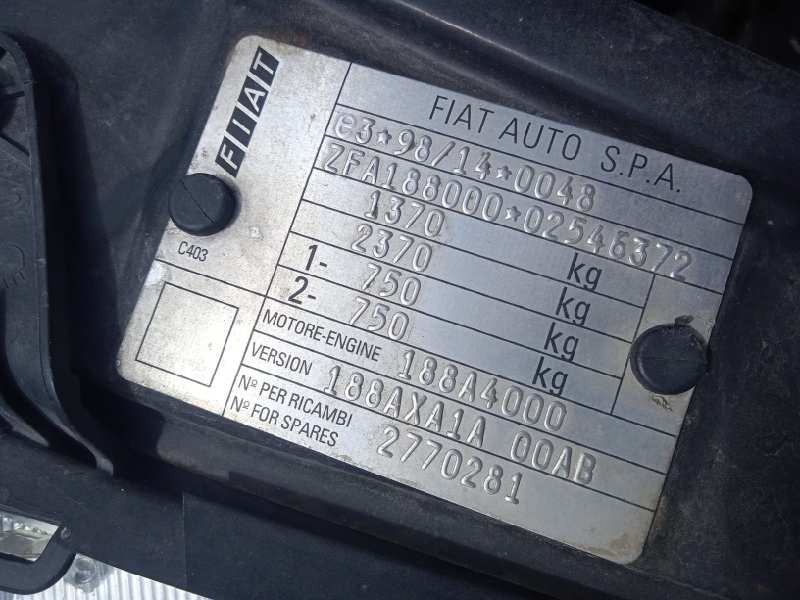 FIAT
FIAT AUTO S.P.A.
e3*98/14*0048
ZFA188000*02546372
1370 kg
2370 kg
1- 750 kg
2- 750 kg
C403
MOTORE-ENGINE 188A4000
VERSION 188AXA1A 00AB
Nº PER RICAMBI
Nº FOR SPARES 2770281